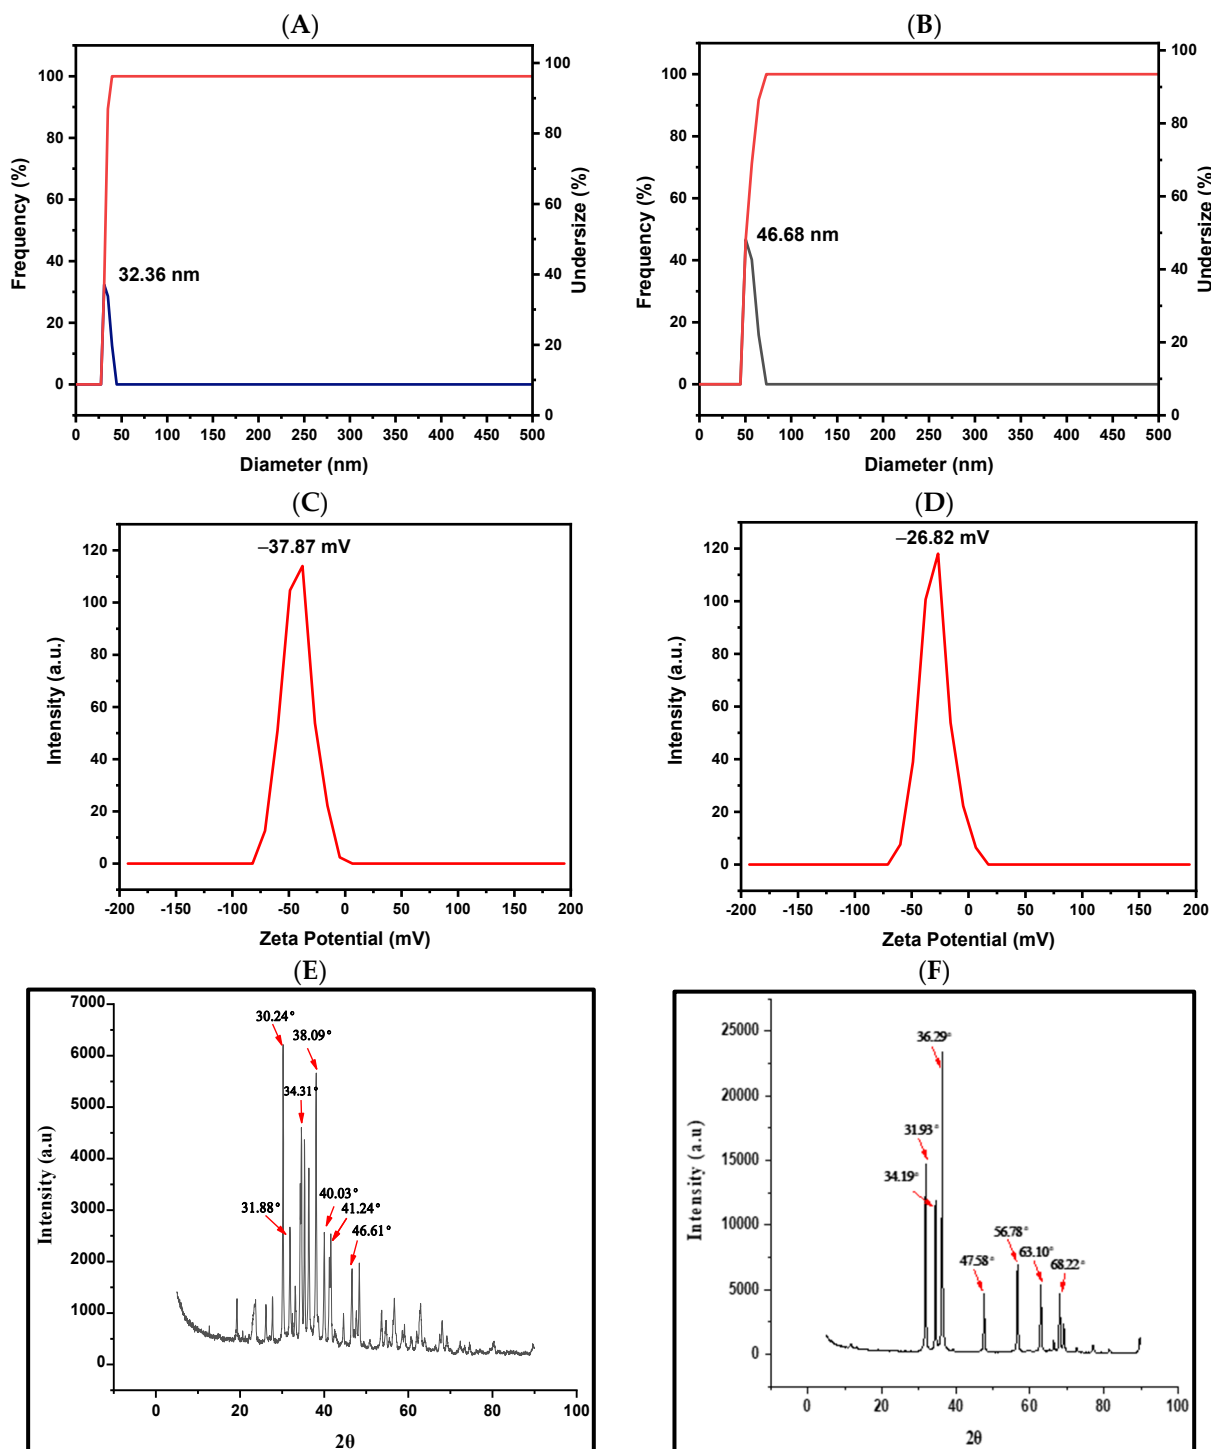 (A)
Frequency (%)
100
80
60
40
20
0
32.36 nm
100
80
60
40
20
0
Undersize (%)
0 50 100 150 200 250 300 350 400 450 500
Diameter (nm)
(B)
Frequency (%)
100
80
60
40
20
0
46.68 nm
100
80
60
40
20
0
Undersize (%)
0 50 100 150 200 250 300 350 400 450 500
Diameter (nm)
(C)
–37.87 mV
Intensity (a.u.)
120
100
80
60
40
20
0
-200 -150 -100 -50 0 50 100 150 200
Zeta Potential (mV)
(D)
–26.82 mV
Intensity (a.u.)
120
100
80
60
40
20
0
-200 -150 -100 -50 0 50 100 150 200
Zeta Potential (mV)
(E)
Intensity (a.u)
7000
6000
5000
4000
3000
2000
1000
0
30.24°
38.09°
34.31°
31.88°
40.03°
41.24°
46.61°
0 20 40 60 80 100
2θ
(F)
Intensity (a.u)
25000
20000
15000
10000
5000
0
36.29°
31.93°
34.19°
47.58°
56.78°
63.10°
68.22°
0 20 40 60 80 100
2θ